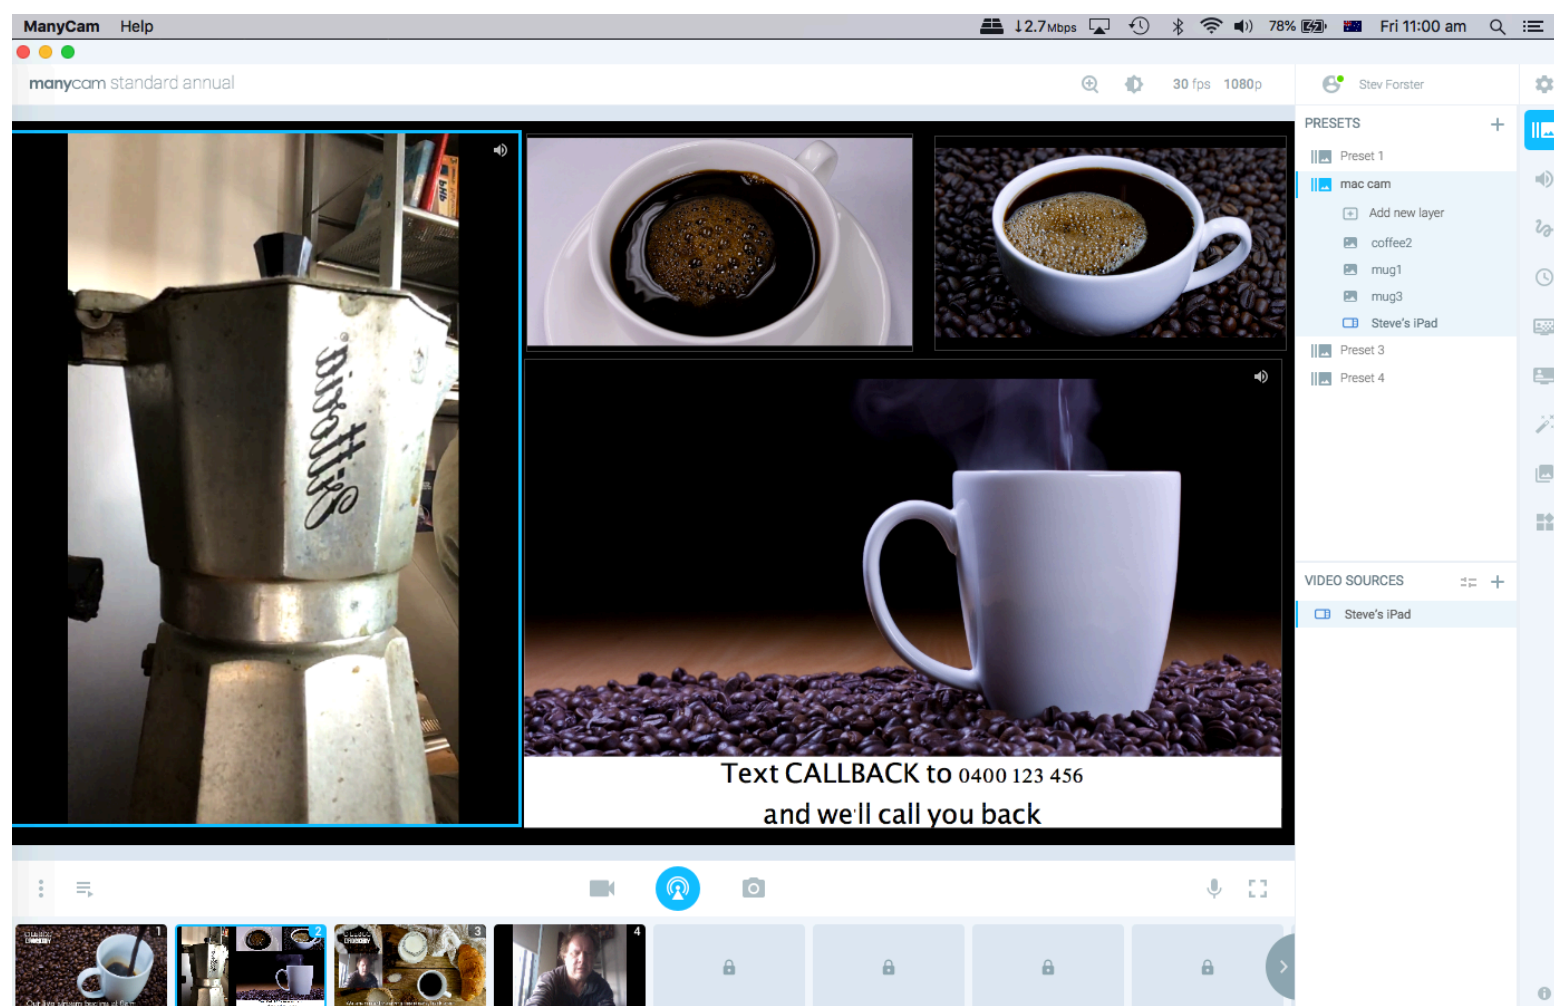 ManyCam Help
↓2.7Mbps 78% Fri 11:00 am
manycam standard annual
30 fps 1080p
Stev Forster
PRESETS
Preset 1
mac cam
Add new layer
coffee2
mug1
mug3
Steve's iPad
Preset 3
Preset 4
PHP
Text CALLBACK to 0400 123 456
and we'll call you back
VIDEO SOURCES
Steve's iPad
1
2
3
4